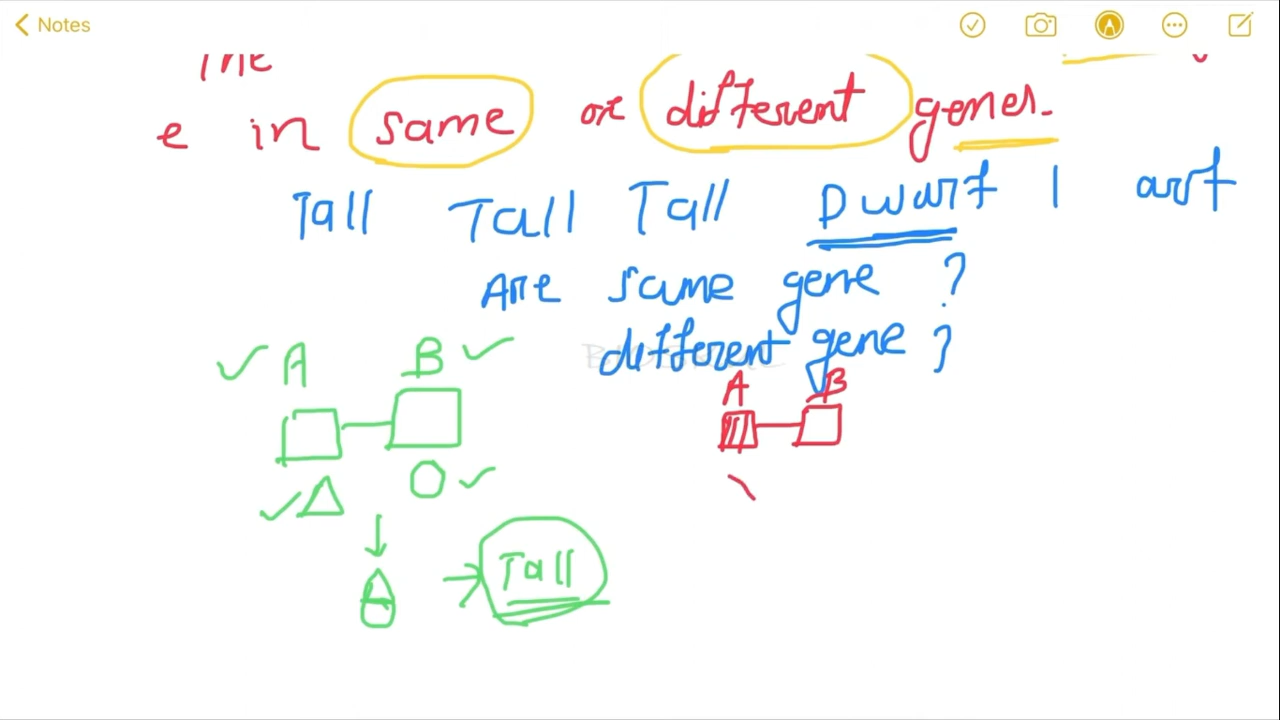 Notes
The
e in same or different genes.
Tall Tall Tall Dwarf | arf
Are same gene ?
different gene ?
A B
A B
Tall